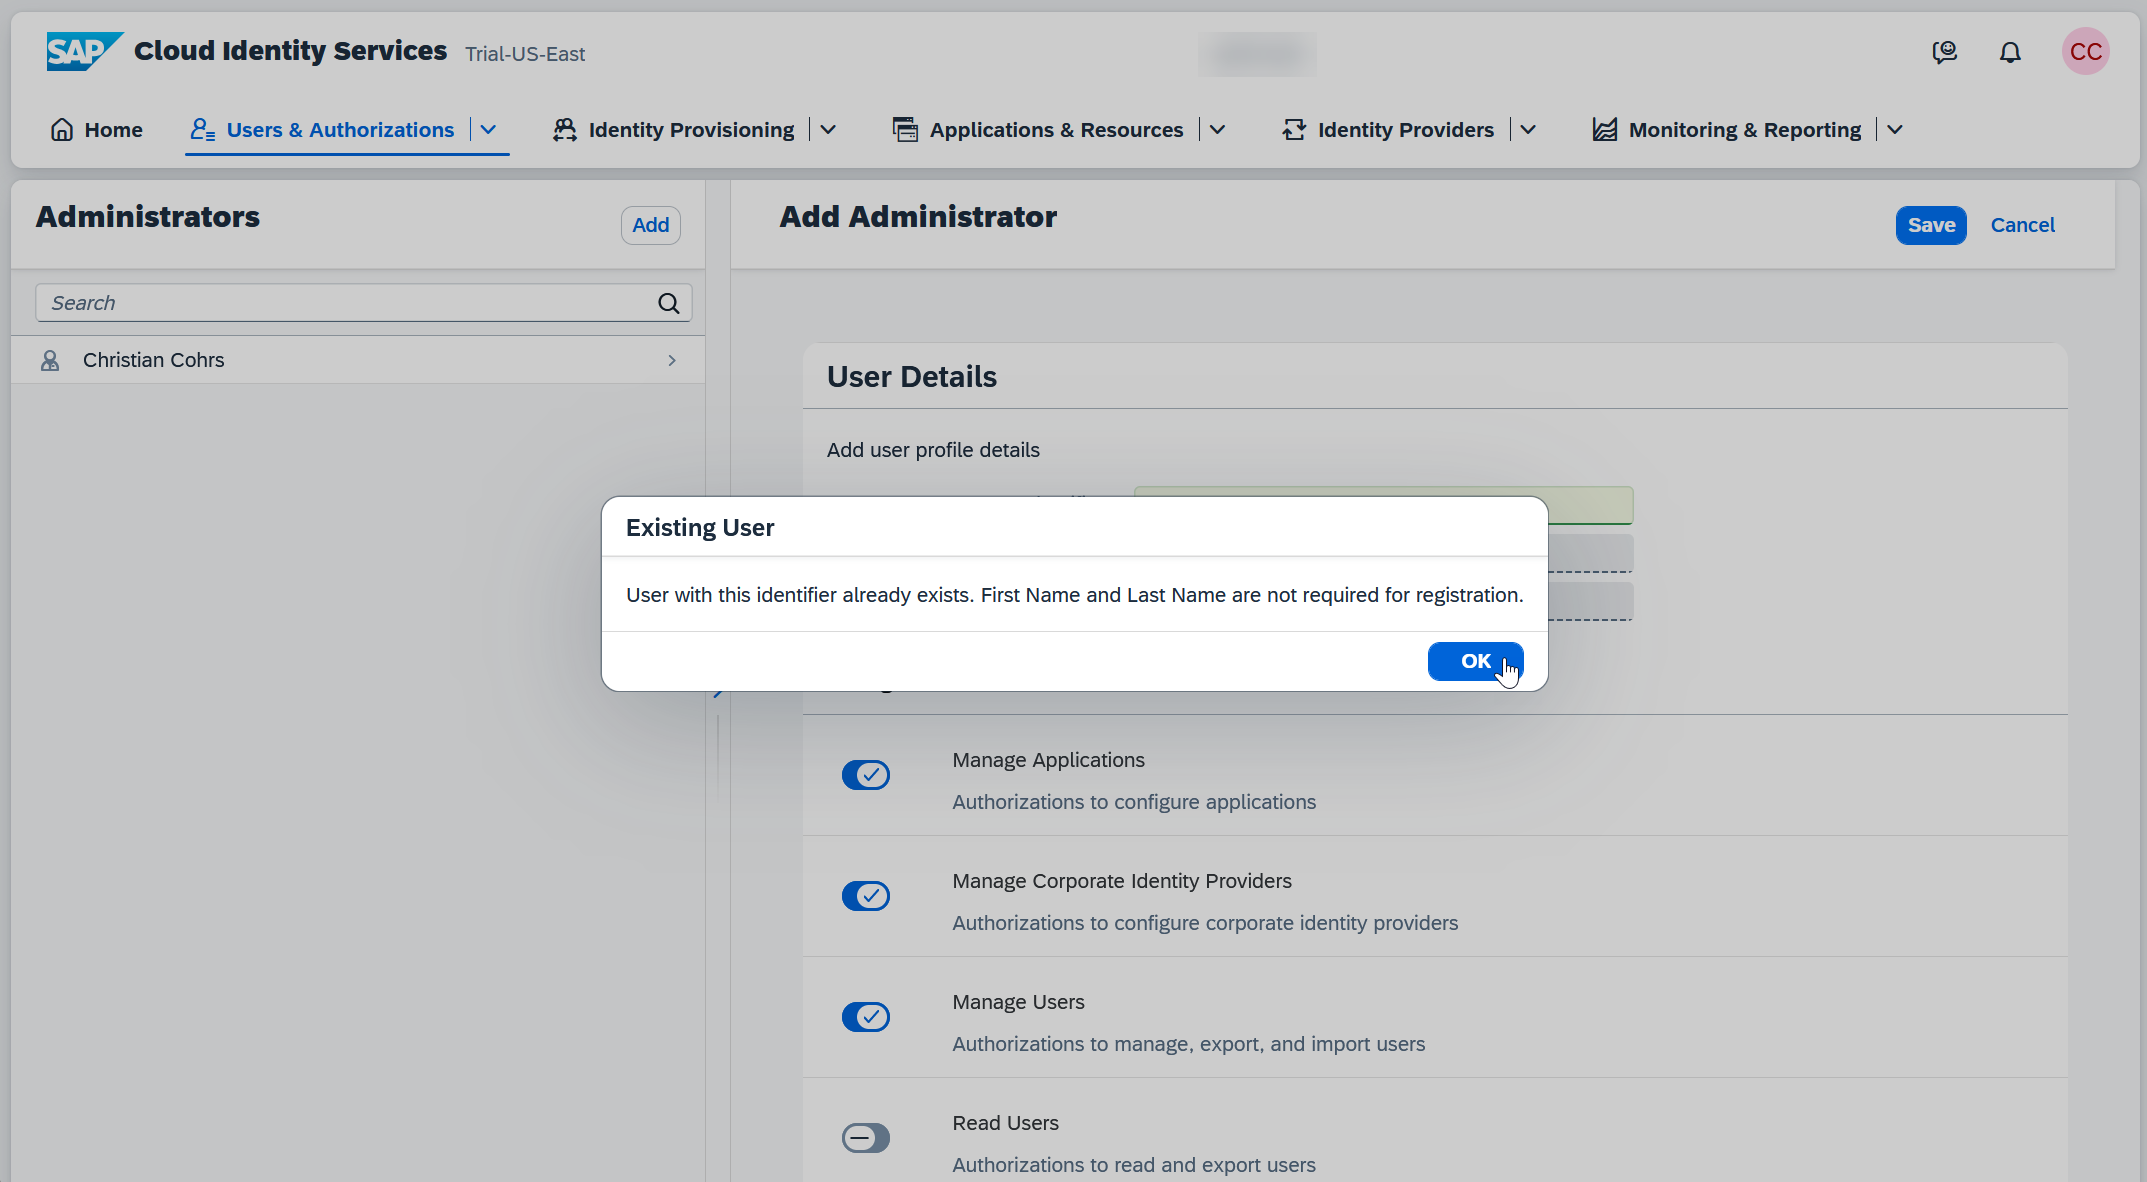 SAP Cloud Identity Services Trial-US-East
CC
Home
Users & Authorizations
Identity Provisioning
Applications & Resources
Identity Providers
Monitoring & Reporting
Administrators
Add
Search
Christian Cohrs
Add Administrator
Save
Cancel
User Details
Add user profile details
Existing User
User with this identifier already exists. First Name and Last Name are not required for registration.
OK
Manage Applications
Authorizations to configure applications
Manage Corporate Identity Providers
Authorizations to configure corporate identity providers
Manage Users
Authorizations to manage, export, and import users
Read Users
Authorizations to read and export users